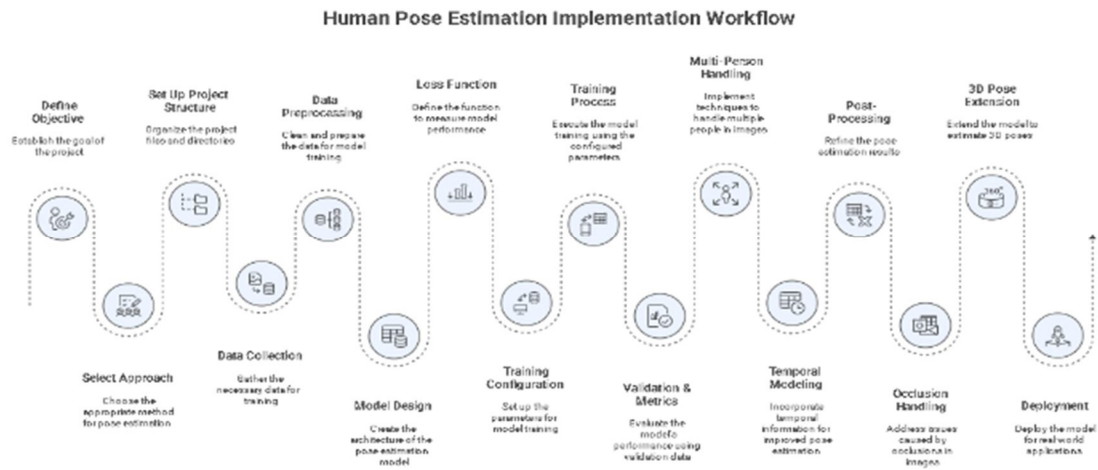 Human Pose Estimation Implementation Workflow
Define
Objective
Establish the goal of
the project
Select Approach
Choose the
appropriate method
for pose estimation
Set Up Project
Structure
Organize the project
files and directories
Data Collection
Gather the
necessary data for
training
Data
Preprocessing
Clean and prepare
the data for model
training
Model Design
Create the
architecture of the
pose estimation
model
Loss Function
Define the function
to measure model
performance
Training
Configuration
Set up the
parameters for
model training
Training
Process
Execute the model
training using the
configured
parameters
Validation &
Metrics
Evaluate the
model's
performance using
validation data
Multi-Person
Handling
Implement
techniques to
handle multiple
people in images
Temporal
Modeling
Incorporate
temporal
information for
improved pose
estimation
Post-
Processing
Refine the pose
estimation results
Occlusion
Handling
Address issues
caused by
occlusions in
images
3D Pose
Extension
Extend the model to
estimate 3D poses
360°
Deployment
Deploy the model
for real-world
applications